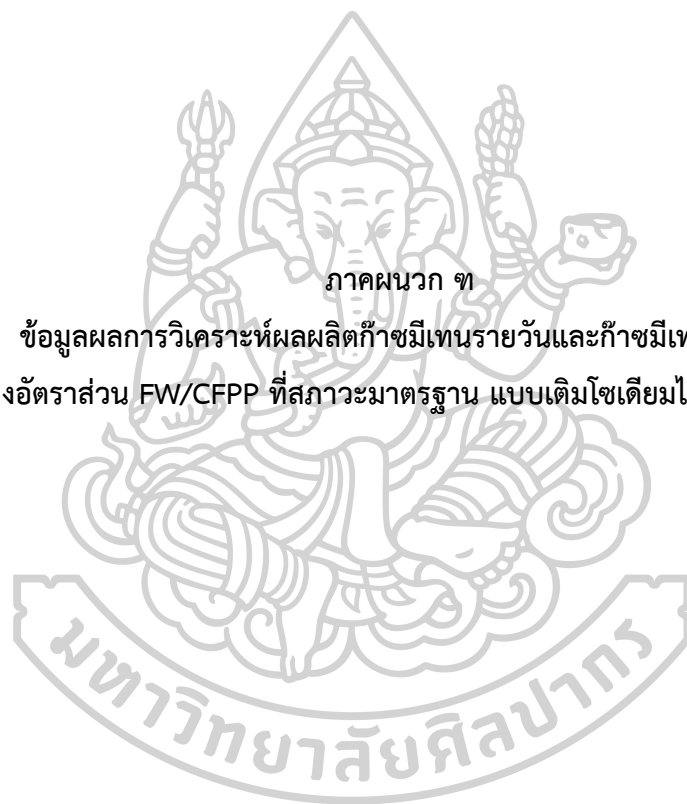 ภาคผนวก ฑ
ข้อมูลผลการวิเคราะห์ผลผลิตก๊าซมีเทนรายวันและก๊าซมีเท
งอัตราส่วน FW/CFPP ที่สภาวะมาตรฐาน แบบเติมโซเดียมไ
มหาวิทยาลัยศิลปากร